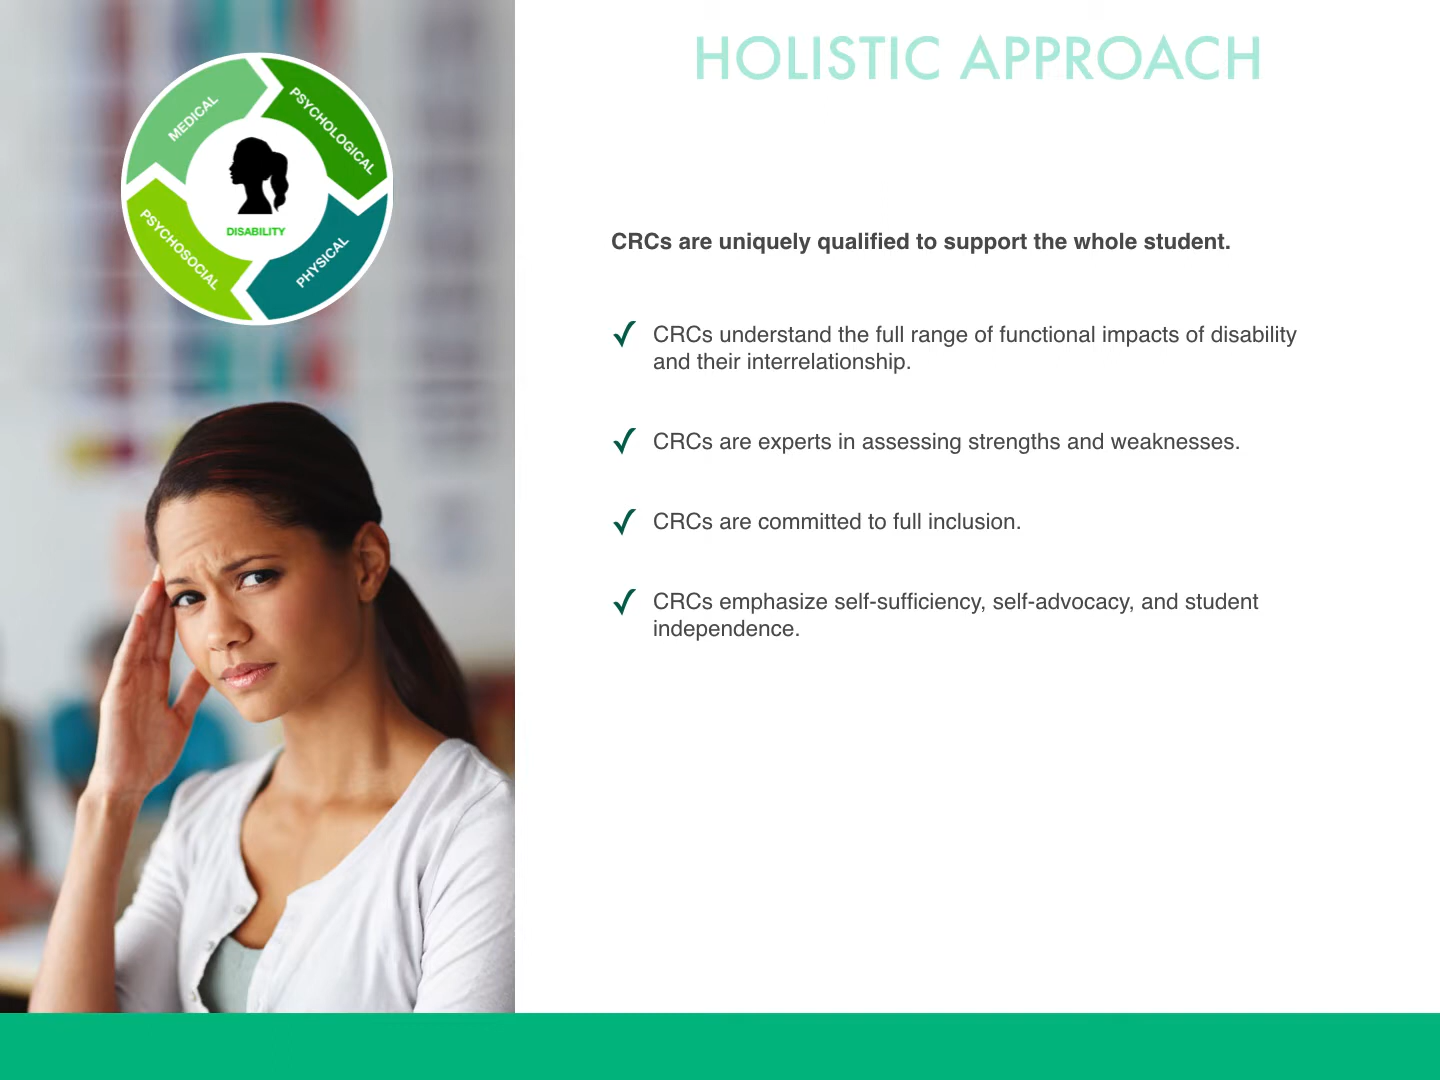 HOLISTIC APPROACH
MEDICAL
PSYCHOLOGICAL
PSYCHOSOCIAL
PHYSICAL
DISABILITY
CRCs are uniquely qualified to support the whole student.
✓ CRCs understand the full range of functional impacts of disability
and their interrelationship.
✓ CRCs are experts in assessing strengths and weaknesses.
✓ CRCs are committed to full inclusion.
✓ CRCs emphasize self-sufficiency, self-advocacy, and student
independence.